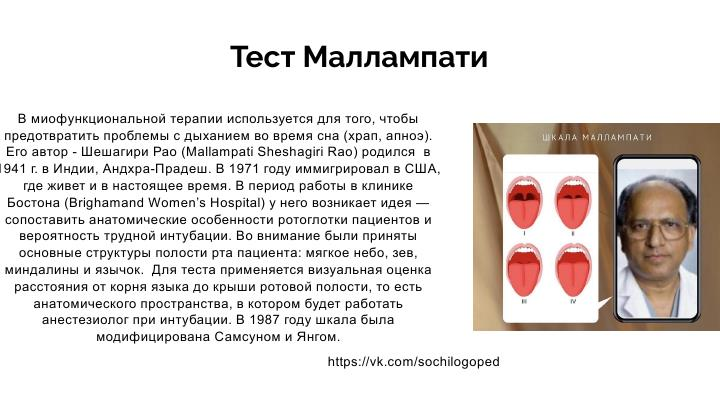 Тест Маллампати
В миофункциональной терапии используется для того, чтобы
предотвратить проблемы с дыханием во время сна (храп, апноэ).
Его автор - Шешагири Рао (Mallampati Sheshagiri Rao) родился  в
1941 г. в Индии, Андхра-Прадеш. В 1971 году иммигрировал в США,
где живет и в настоящее время. В период работы в клинике
Бостона (Brighamand Women’s Hospital) у него возникает идея —
сопоставить анатомические особенности ротоглотки пациентов и
вероятность трудной интубации. Во внимание были приняты
основные структуры полости рта пациента: мягкое небо, зев,
миндалины и язычок.  Для теста применяется визуальная оценка
расстояния от корня языка до крыши ротовой полости, то есть
анатомического пространства, в котором будет работать
анестезиолог при интубации. В 1987 году шкала была
модифицирована Самсуном и Янгом.
https://vk.com/sochilogoped
ШКАЛА МАЛЛАМПАТИ
I
II
III
IV